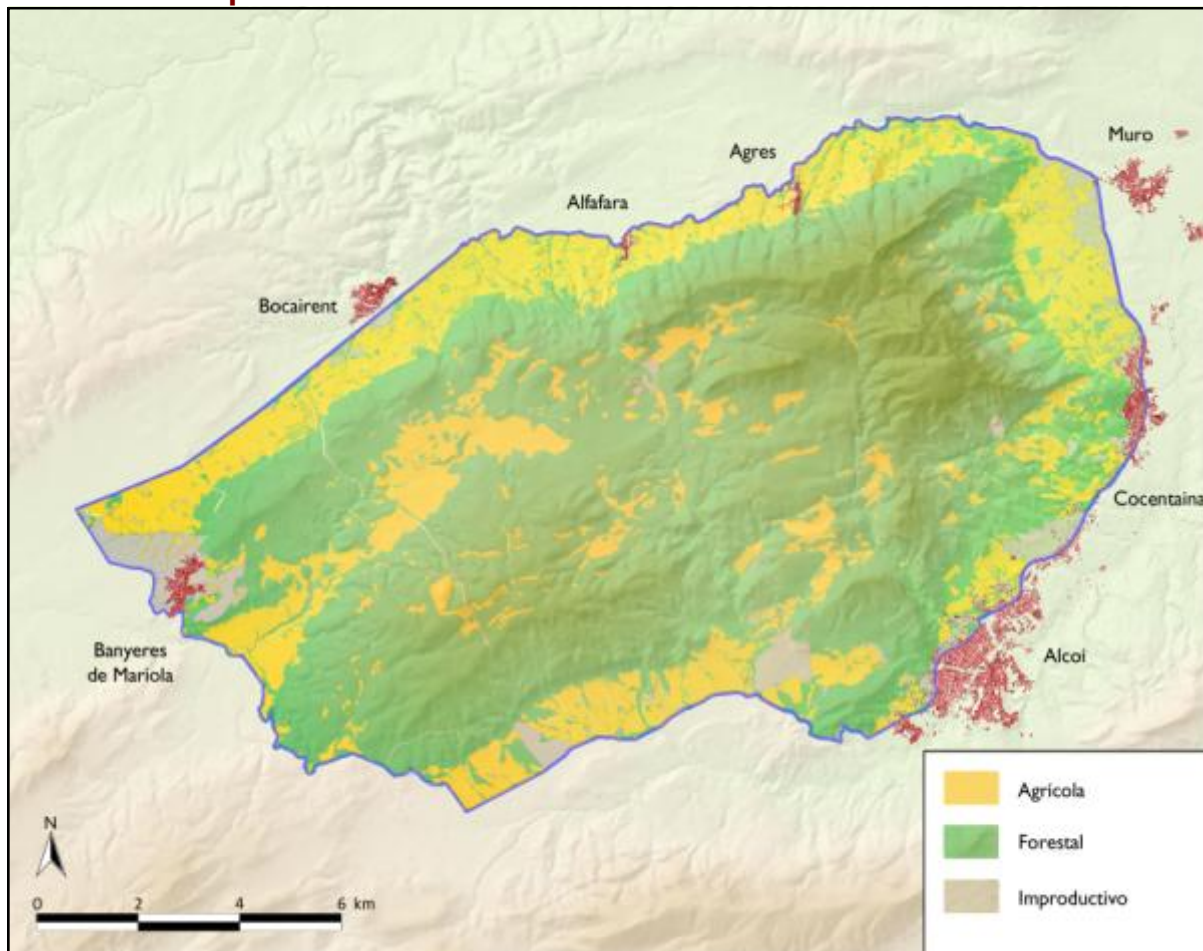 Muro
Agres
Alfafara
Bocairent
Cocentaina
Banyeres
de Mariola
Alcoi
Agrícola
Forestal
Improductivo
N
0 2 4 6 km